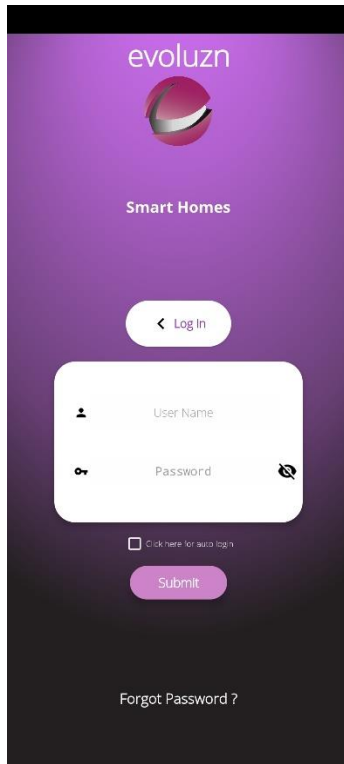 evoluzn
Smart Homes
Log In
User Name
Password
Click here for auto login
Submit
Forgot Password ?